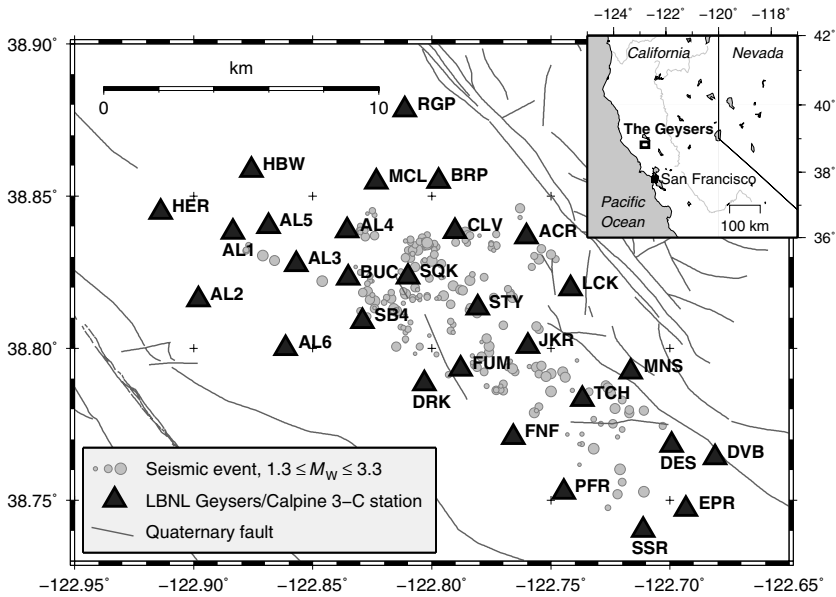 −124˚ −122˚ −120˚ −118˚
42˚
40˚
38˚
36˚
California
Nevada
The Geysers
San Francisco
Pacific
Ocean
100 km
38.90˚
38.85˚
38.80˚
38.75˚
km
0
10
RGP
HBW
MCL
BRP
HER
AL5
AL4
CLV
ACR
AL1
AL3
BUC
SQK
LCK
AL2
STY
SB4
AL6
JKR
FUM
MNS
DRK
TCH
FNF
DES
DVB
PFR
EPR
SSR
Seismic event, 1.3 ≤ MW ≤ 3.3
LBNL Geysers/Calpine 3−C station
Quaternary fault
−122.95˚ −122.90˚ −122.85˚ −122.80˚ −122.75˚ −122.70˚ −122.65˚